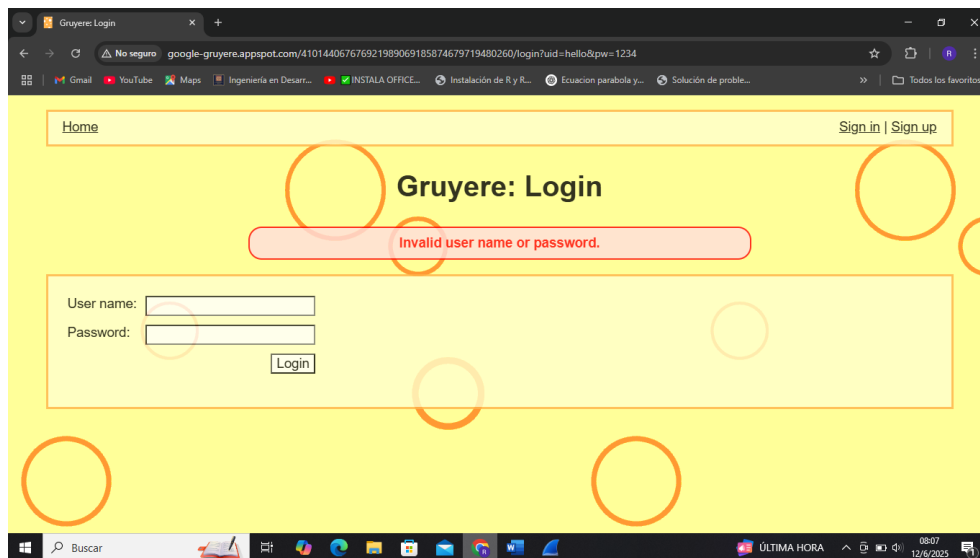 Gruyere: Login
No seguro google-gruyere.appspot.com/410144067676921989069185874679719480260/login?uid=hello&pw=1234
R
Gmail YouTube Maps Ingeniería en Desarr... INSTALA OFFICE... Instalación de R y R... Ecuacion parabola y... Solución de proble... » Todos los favoritos
Home Sign in | Sign up
Gruyere: Login
Invalid user name or password.
User name:
Password:
Login
Buscar ÚLTIMA HORA 08:07
12/6/2025